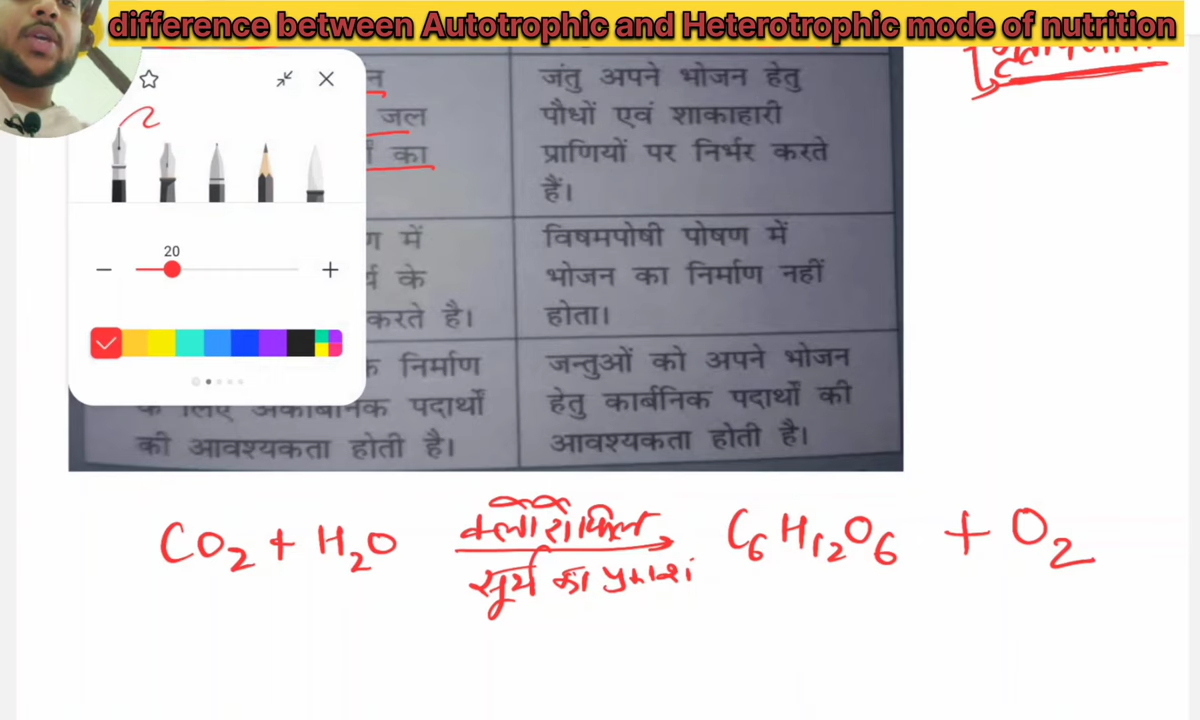 difference between Autotrophic and Heterotrophic mode of nutrition
न
जल
का
जंतु अपने भोजन हेतु
पौधों एवं शाकाहारी
प्राणियों पर निर्भर करते
हैं।
20
में
के
करते है।
विषमपोषी पोषण में
भोजन का निर्माण नहीं
होता।
निर्माण
के लिए अकार्बनिक पदार्थों
की आवश्यकता होती है।
जन्तुओं को अपने भोजन
हेतु कार्बनिक पदार्थों की
आवश्यकता होती है।
क्लोरोफिल
CO₂ + H₂O → C₆H₁₂O₆ + O₂
सूर्य का प्रकाश